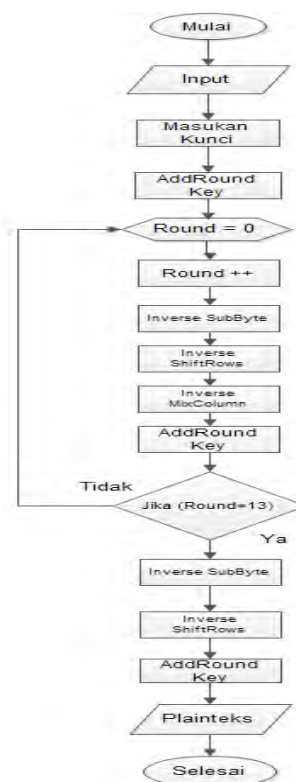 Mulai
Input
Masukan
Kunci
AddRound
Key
Round = 0
Round ++
Inverse SubByte
Inverse
ShiftRows
Inverse
MixColumn
AddRound
Key
Tidak
Jika (Round=13)
Ya
Inverse SubByte
Inverse
ShiftRows
AddRound
Key
Plainteks
Selesai